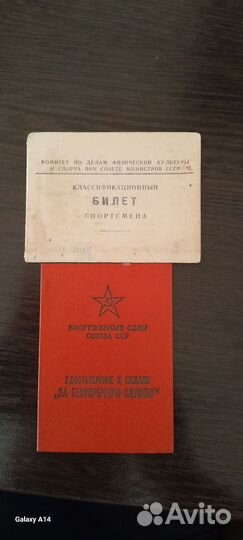 КОМИТЕТ ПО ДЕЛАМ ФИЗИЧЕСКОЙ КУЛЬТУРЫ
И СПОРТА ПРИ СОВЕТЕ МИНИСТРОВ СССР
КЛАССИФИКАЦИОННЫЙ
БИЛЕТ
СПОРТСМЕНА
ВООРУЖЕННЫЕ СИЛЫ
СОЮЗА ССР
УДОСТОВЕРЕНИЕ К МЕДАЛИ
„ЗА БЕЗУПРЕЧНУЮ СЛУЖБУ"
Galaxy A14
Avito